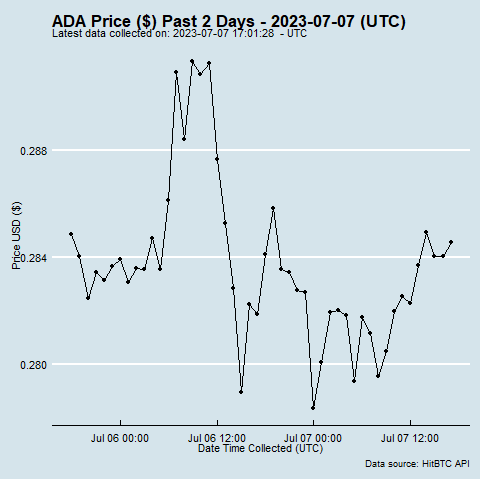 ADA Price ($) Past 2 Days - 2023-07-07 (UTC)
Latest data collected on: 2023-07-07 17:01:28  - UTC
Price USD ($)
0.288
0.284
0.280
Jul 06 00:00
Jul 06 12:00
Jul 07 00:00
Jul 07 12:00
Date Time Collected (UTC)
Data source: HitBTC API